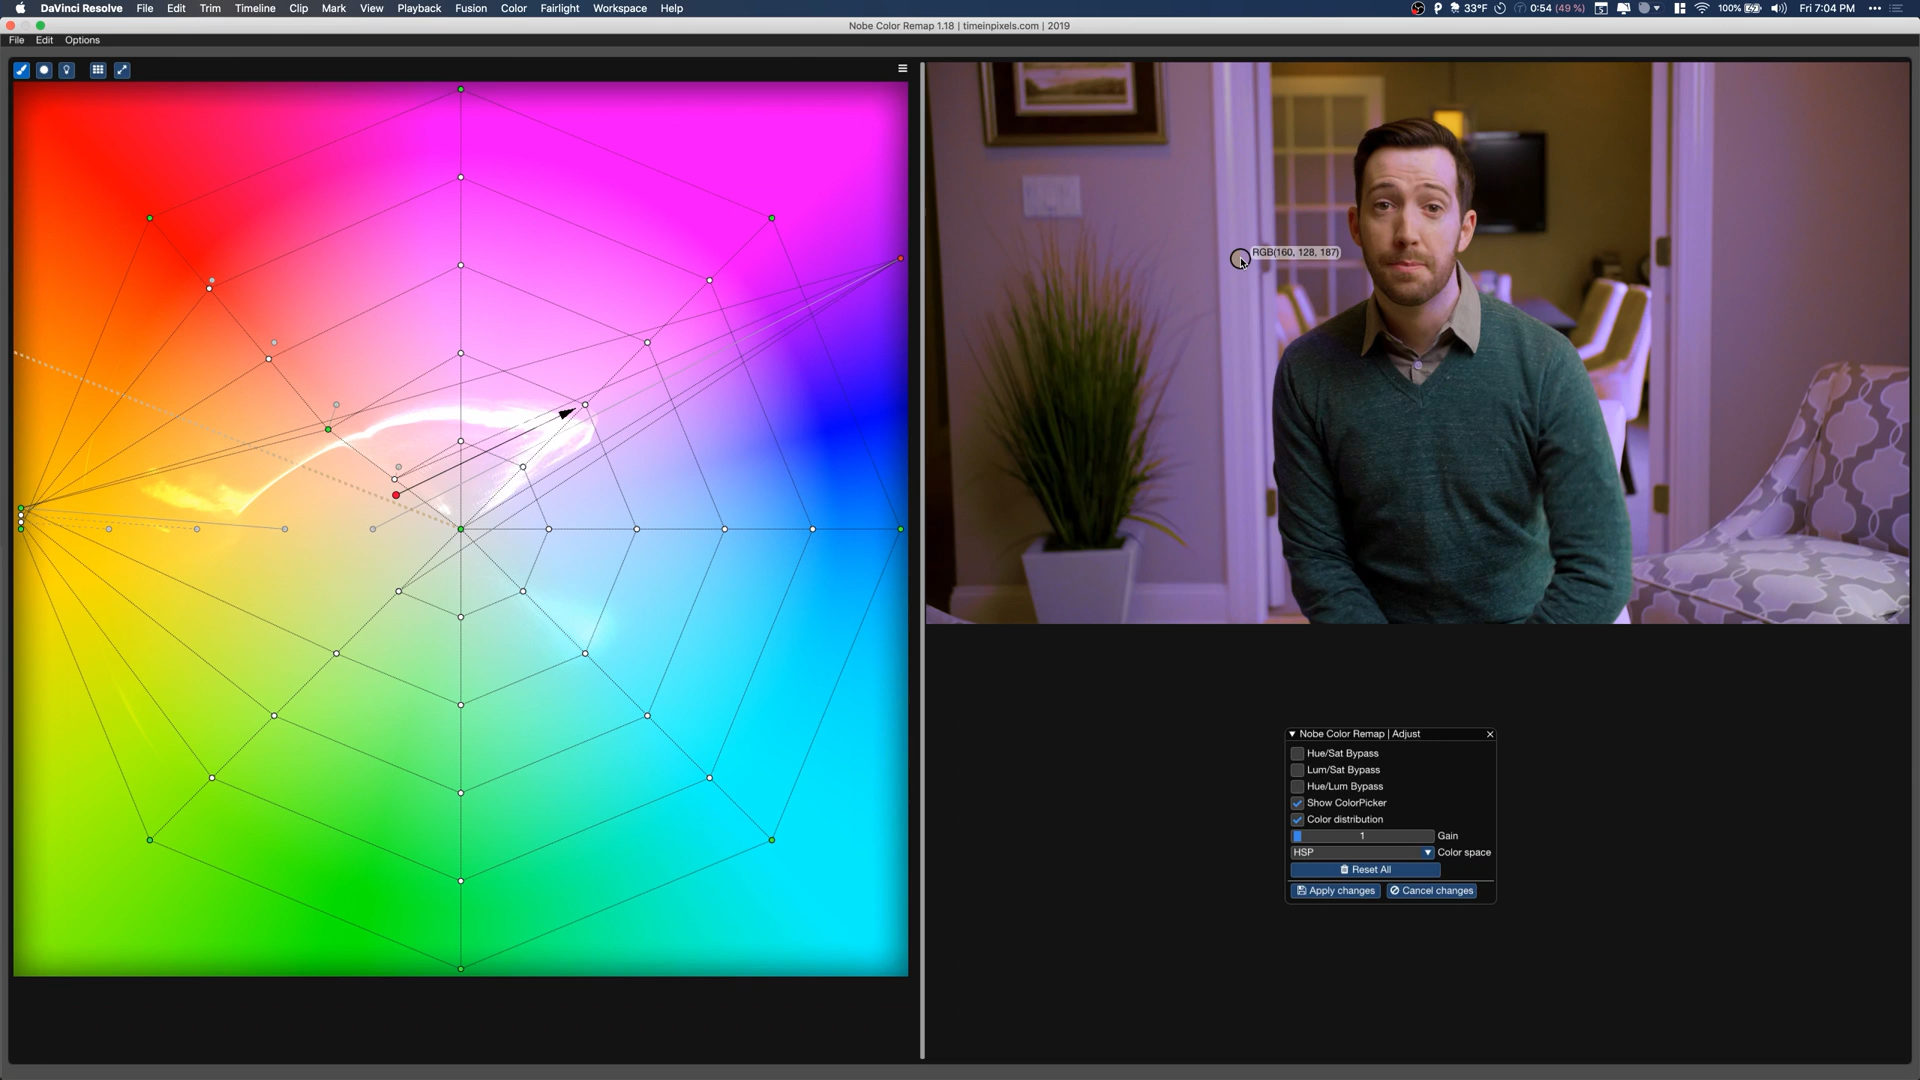 DaVinci Resolve File Edit Trim Timeline Clip Mark View Playback Fusion Color Fairlight Workspace Help 33°F 0:54 (49 %) 5 100% Fri 7:04 PM
Nobe Color Remap 1.18 | timeinpixels.com | 2019
File Edit Options
RGB(160, 128, 187)
Nobe Color Remap | Adjust
Hue/Sat Bypass
Lum/Sat Bypass
Hue/Lum Bypass
Show ColorPicker
Color distribution
1 Gain
HSP Color space
Reset All
Apply changes Cancel changes